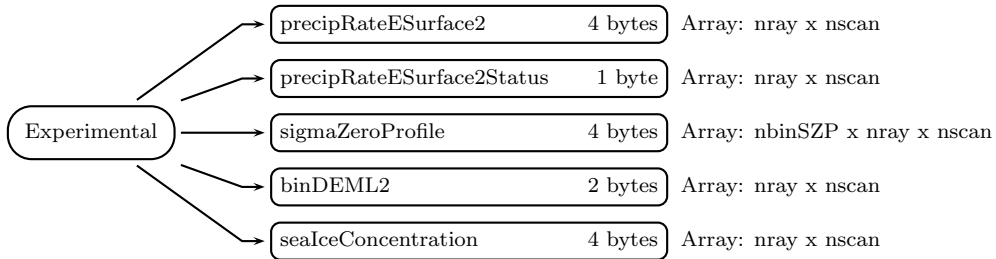 precipRateESurface2 4 bytes Array: nray x nscan
precipRateESurface2Status 1 byte Array: nray x nscan
Experimental
sigmaZeroProfile 4 bytes Array: nbinSZP x nray x nscan
binDEML2 2 bytes Array: nray x nscan
seaIceConcentration 4 bytes Array: nray x nscan